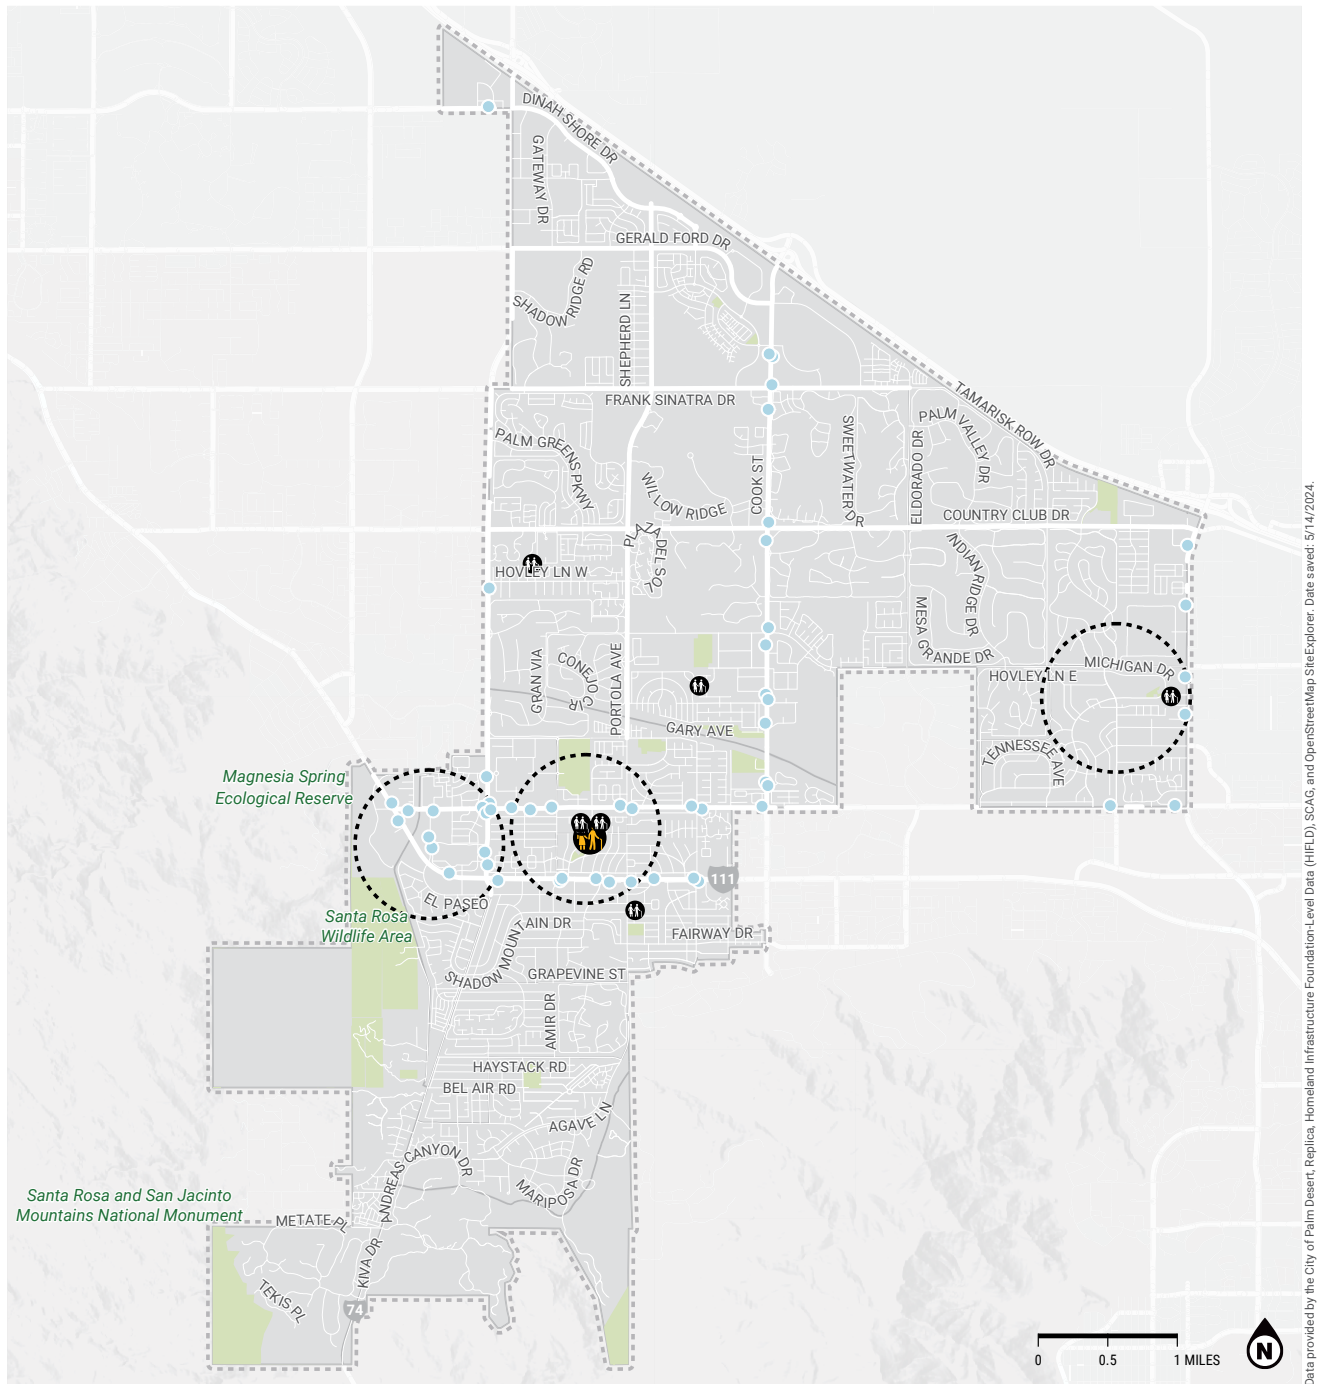 DINAH SHORE DR
GATEWAY DR
GERALD FORD DR
SHADOW RIDGE RD
SHEPHERD LN
FRANK SINATRA DR
TAMARISK ROW DR
PALM VALLEY DR
PALM GREENS PKWY
SWEETWATER DR
ELDORADO DR
WILLOW RIDGE
COOK ST
COUNTRY CLUB DR
PLAZA DEL SOL
INDIAN RIDGE DR
HOVLEY LN W
MESA GRANDE DR
MICHIGAN DR
HOVLEY LN E
GRAN VIA
CONEJO CIR
PORTOLA AVE
GARY AVE
TENNESSEE AVE
Magnesia Spring
Ecological Reserve
111
EL PASEO
Santa Rosa
Wildlife Area
SHADOW MOUNTAIN DR
FAIRWAY DR
GRAPEVINE ST
AMIR DR
HAYSTACK RD
BEL AIR RD
AGAVE LN
ANDREAS CANYON DR
MARIPOSA DR
Santa Rosa and San Jacinto
Mountains National Monument
METATE PL
KIVA DR
TEKIS PL
74
0 0.5 1 MILES
N
Data provided by the City of Palm Desert, Replica, Homeland Infrastructure Foundation-Level Data (HIFLD), SCAG, and OpenStreetMap SiteExplorer. Date saved: 5/14/2024.